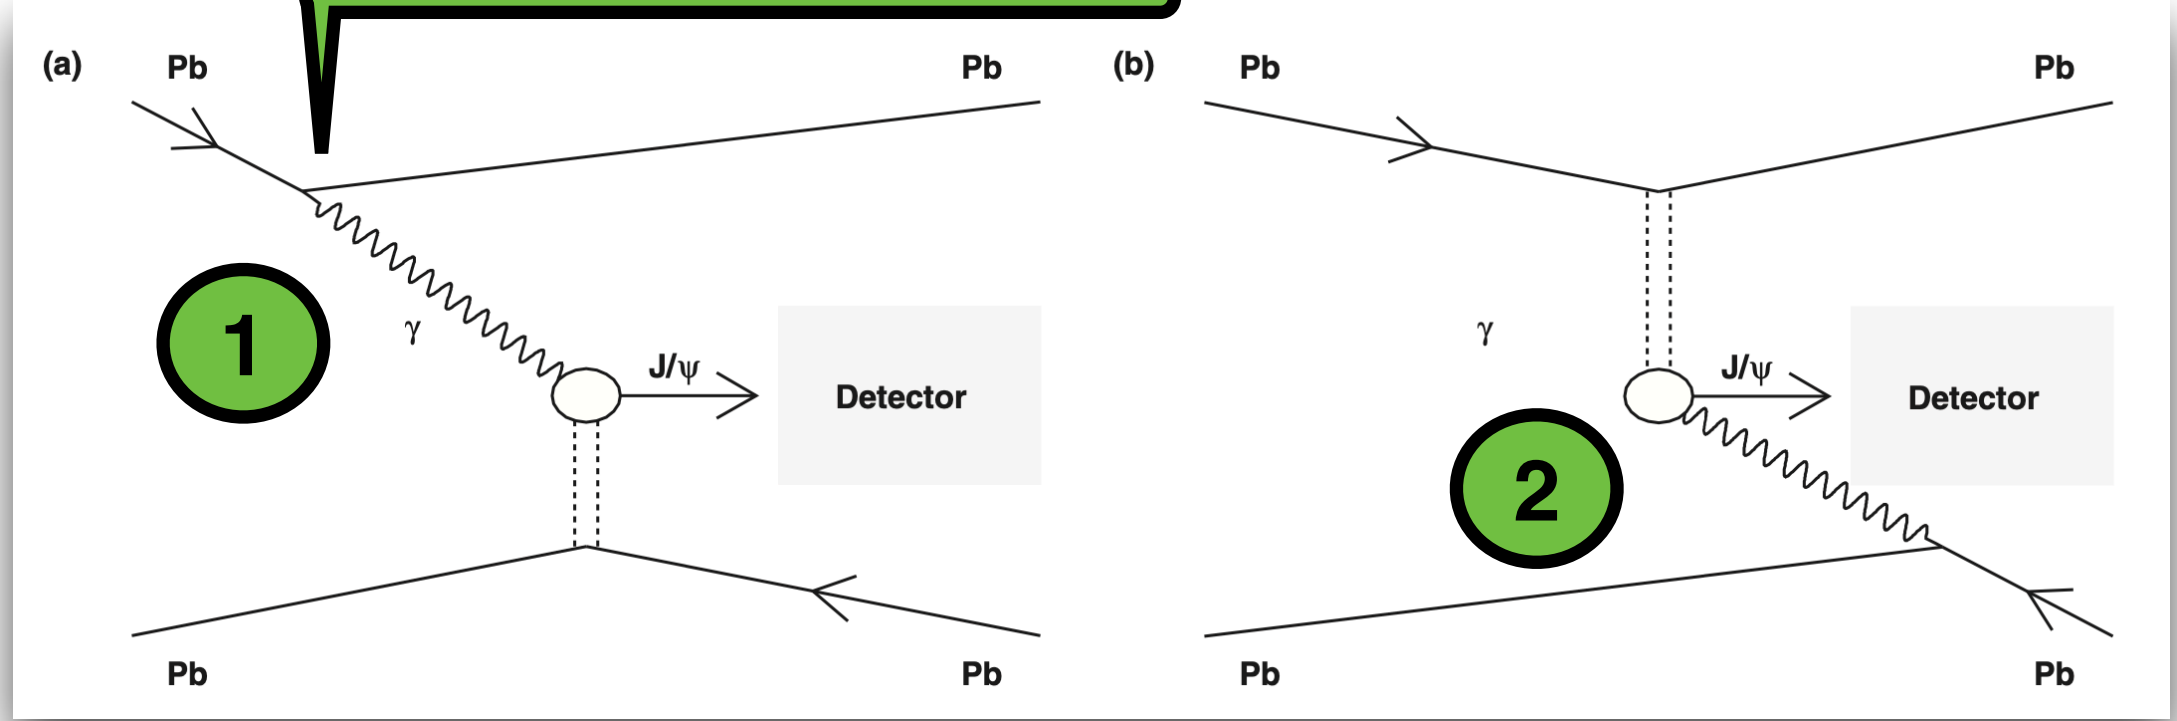 (a)
Pb
Pb
1
γ
J/ψ
Detector
Pb
Pb
(b)
Pb
Pb
γ
J/ψ
Detector
2
Pb
Pb